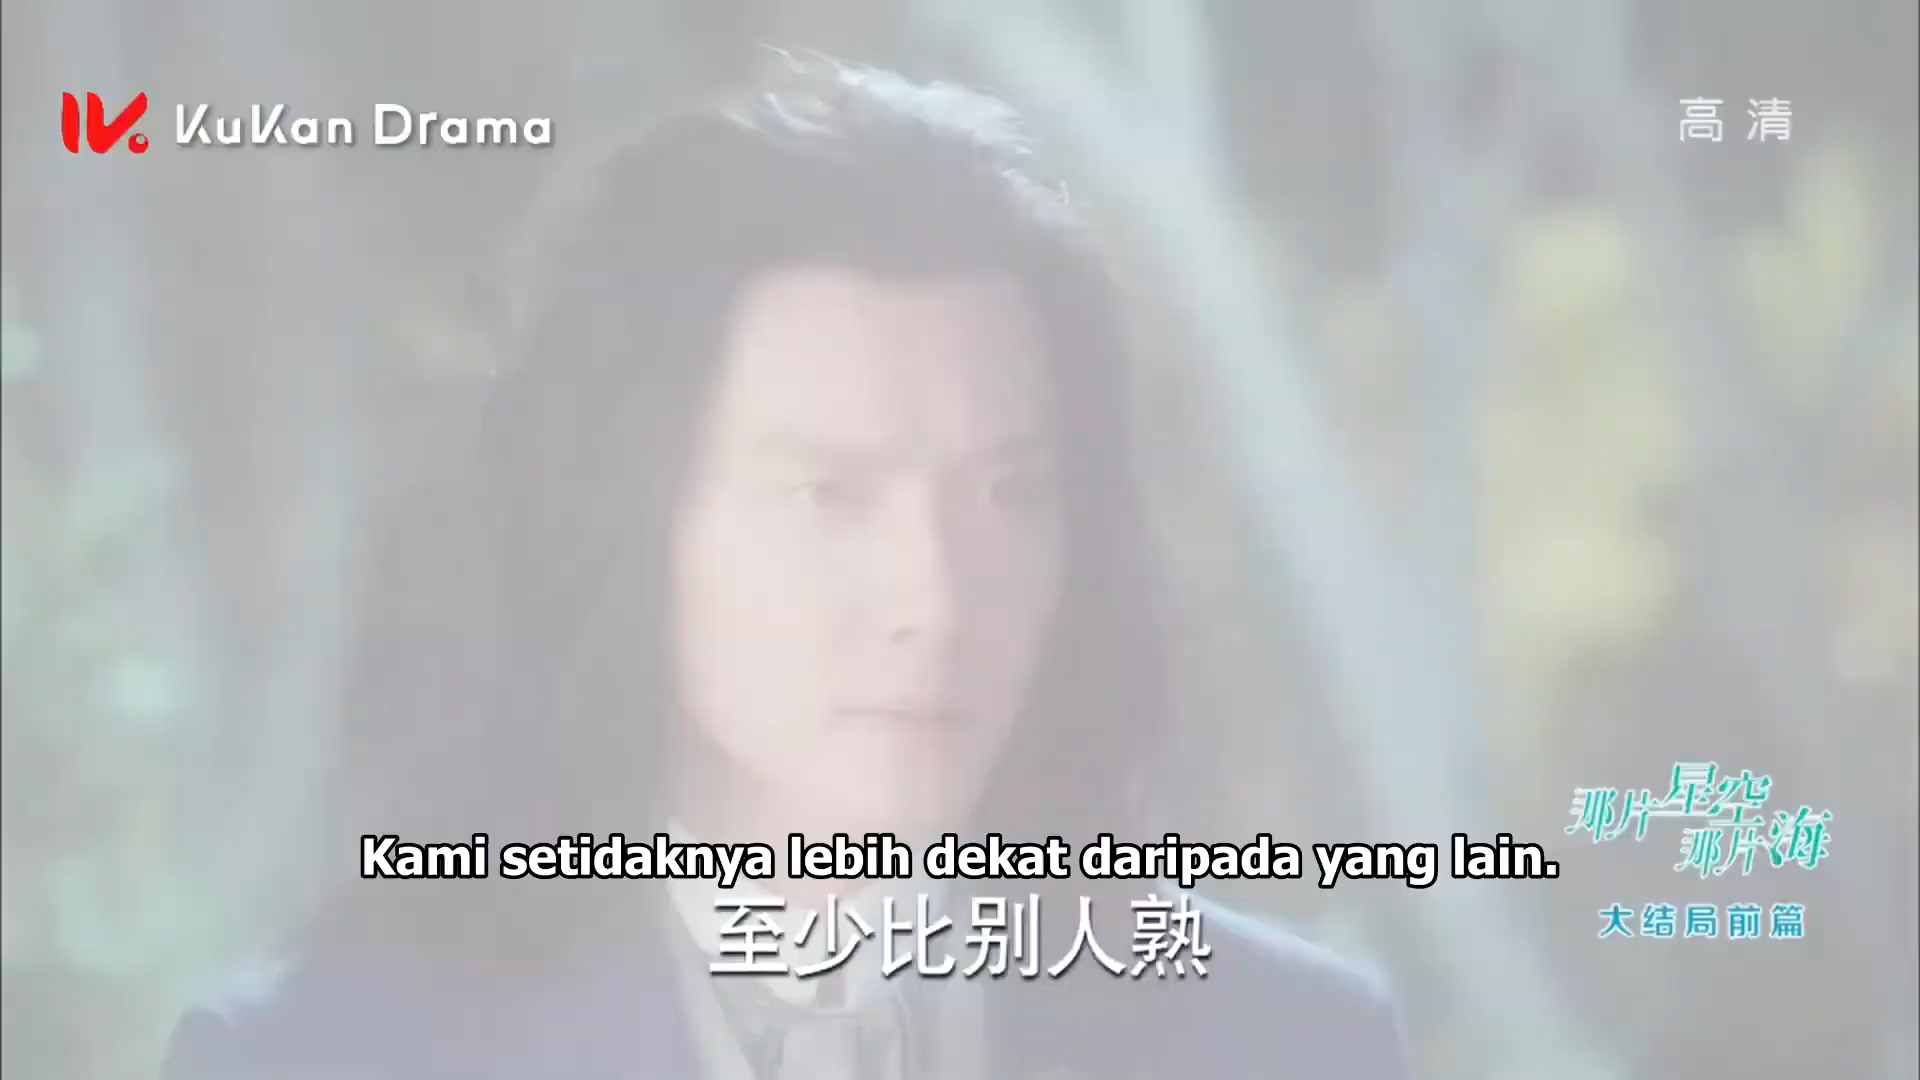 KuKan Drama
高清
那片星空
那片海
Kami setidaknya lebih dekat daripada yang lain.
至少比别人熟
大结局前篇